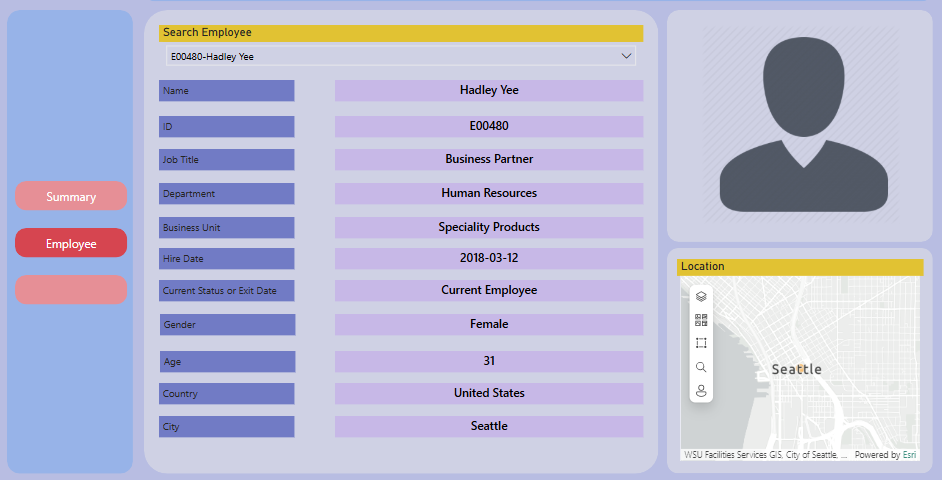 Summary
Employee
Search Employee
E00480-Hadley Yee
Name Hadley Yee
ID E00480
Job Title Business Partner
Department Human Resources
Business Unit Speciality Products
Hire Date 2018-03-12
Current Status or Exit Date Current Employee
Gender Female
Age 31
Country United States
City Seattle
Location
Seattle
WSU Facilities Services GIS, City of Seattle, ... Powered by Esri